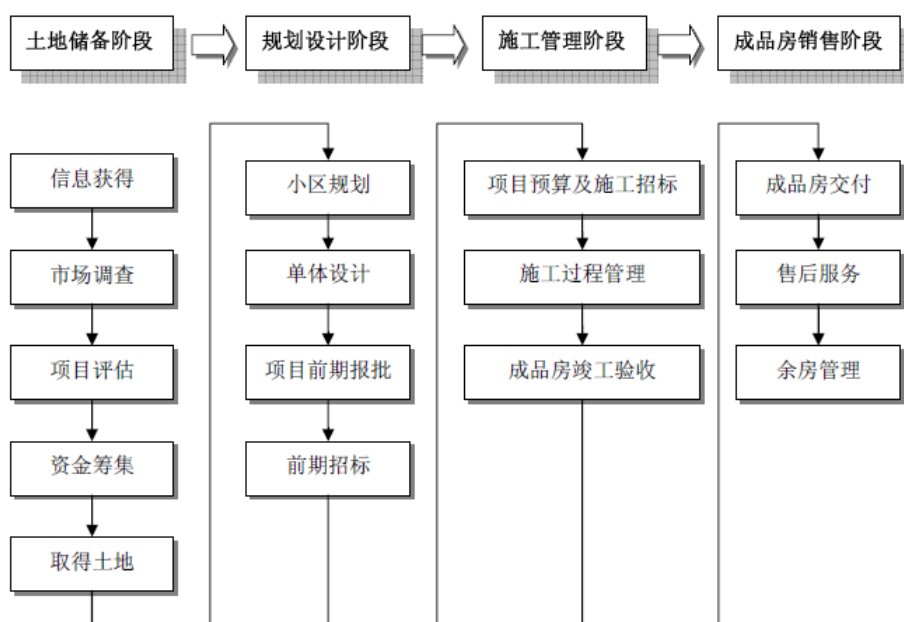 土地储备阶段
规划设计阶段
施工管理阶段
成品房销售阶段
信息获得
市场调查
项目评估
资金筹集
取得土地
小区规划
单体设计
项目前期报批
前期招标
项目预算及施工招标
施工过程管理
成品房竣工验收
成品房交付
售后服务
余房管理